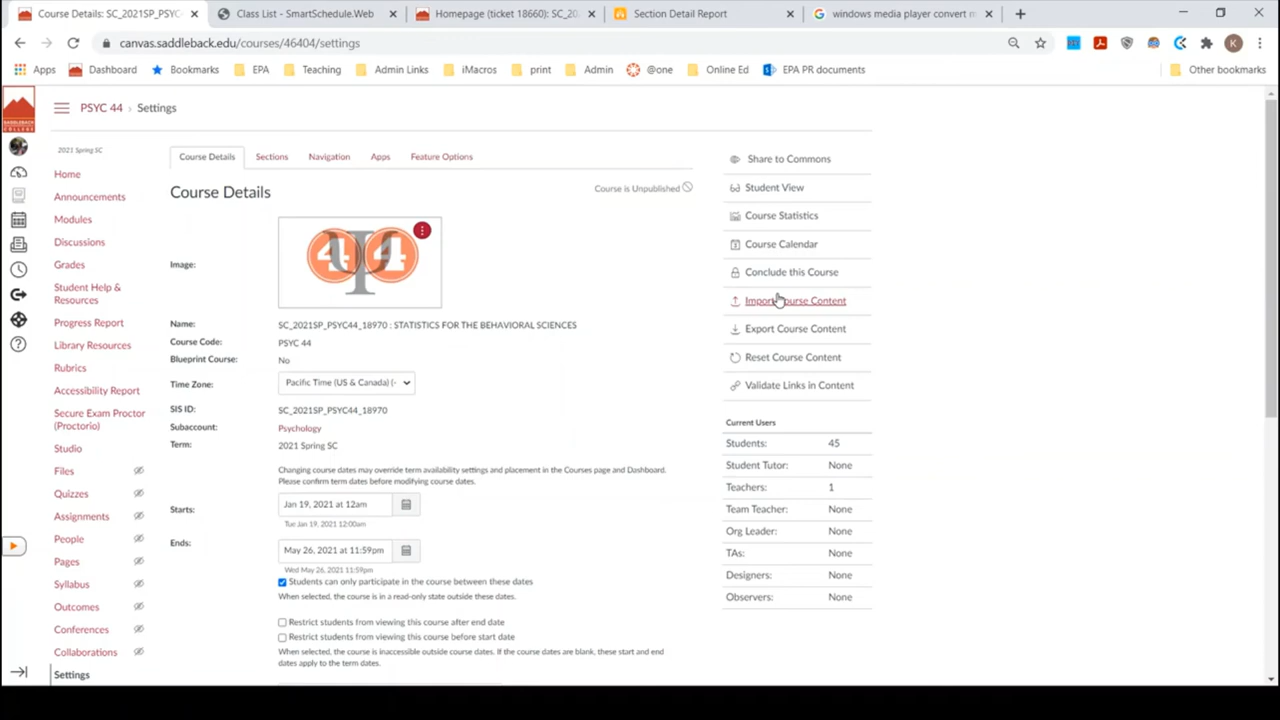 Course Details: SC_2021SP_PSYC-
Class List - SmartSchedule.Web
Homepage (ticket 18660): SC_20:
Section Detail Report
windows media player convert m
canvas.saddleback.edu/courses/46404/settings
K
Apps
Dashboard
Bookmarks
EPA
Teaching
Admin Links
iMacros
print
Admin
@one
Online Ed
EPA PR documents
Other bookmarks
PSYC 44 › Settings
2021 Spring SC
Home
Announcements
Modules
Discussions
Grades
Student Help &
Resources
Progress Report
Library Resources
Rubrics
Accessibility Report
Secure Exam Proctor
(Proctorio)
Studio
Files
Quizzes
Assignments
People
Pages
Syllabus
Outcomes
Conferences
Collaborations
Settings
Course Details
Sections
Navigation
Apps
Feature Options
Course Details
Course is Unpublished
Image:
4 Ψ 4
Name:
SC_2021SP_PSYC44_18970 : STATISTICS FOR THE BEHAVIORAL SCIENCES
Course Code:
PSYC 44
Blueprint Course:
No
Time Zone:
Pacific Time (US & Canada) (-
SIS ID:
SC_2021SP_PSYC44_18970
Subaccount:
Psychology
Term:
2021 Spring SC
Changing course dates may override term availability settings and placement in the Courses page and Dashboard.
Please confirm term dates before modifying course dates.
Starts:
Jan 19, 2021 at 12am
Tue Jan 19, 2021 12:00am
Ends:
May 26, 2021 at 11:59pm
Wed May 26, 2021 11:59pm
Students can only participate in the course between these dates
When selected, the course is in a read-only state outside these dates.
Restrict students from viewing this course after end date
Restrict students from viewing this course before start date
When selected, the course is inaccessible outside course dates. If the course dates are blank, these start and end
dates apply to the term dates.
Share to Commons
Student View
Course Statistics
Course Calendar
Conclude this Course
Import Course Content
Export Course Content
Reset Course Content
Validate Links in Content
Current Users
Students: 45
Student Tutor: None
Teachers: 1
Team Teacher: None
Org Leader: None
TAs: None
Designers: None
Observers: None